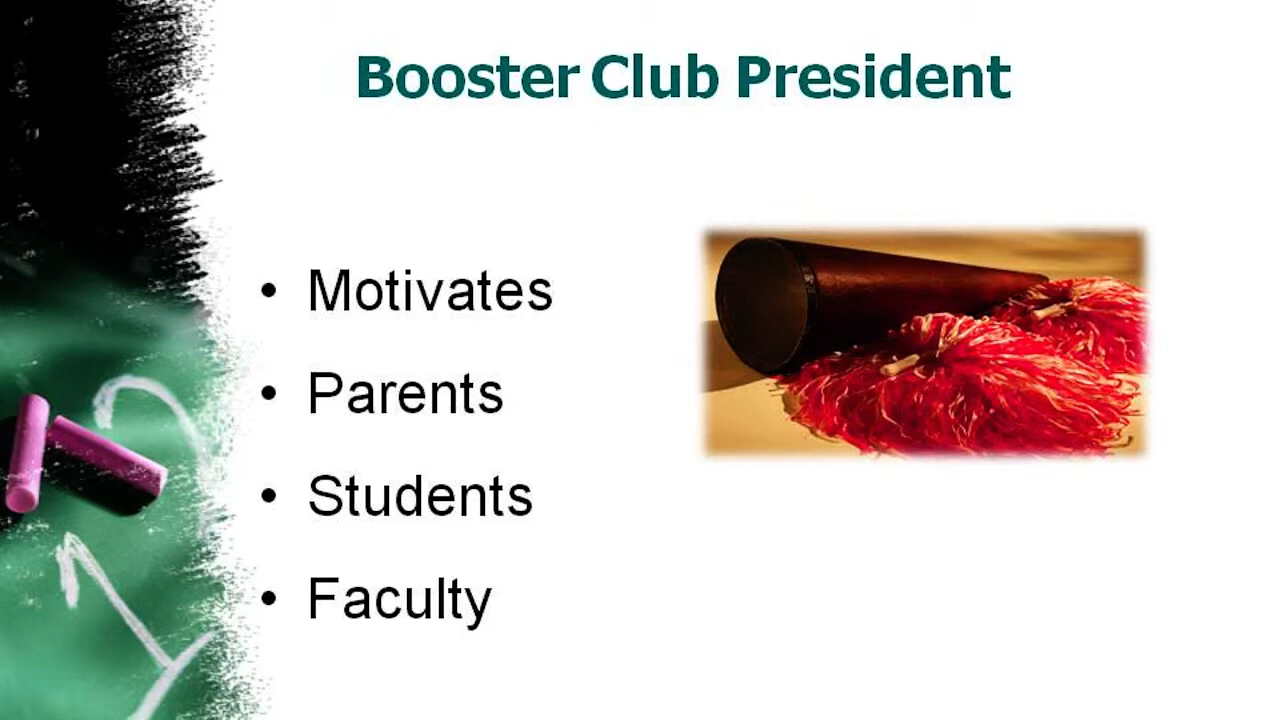 Booster Club President
• Motivates
• Parents
• Students
• Faculty